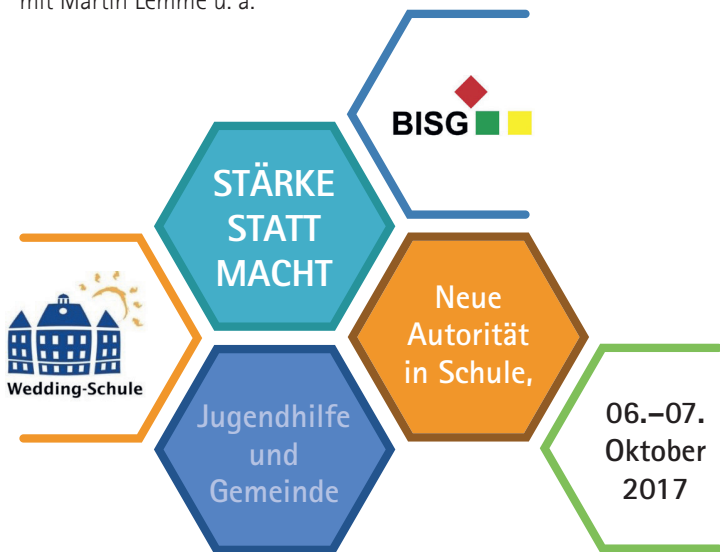 mit Martin Lemme u. a.
BISG
STÄRKE
STATT
MACHT
Neue
Autorität
in Schule,
Wedding-Schule
Jugendhilfe
und
Gemeinde
06.–07.
Oktober
2017